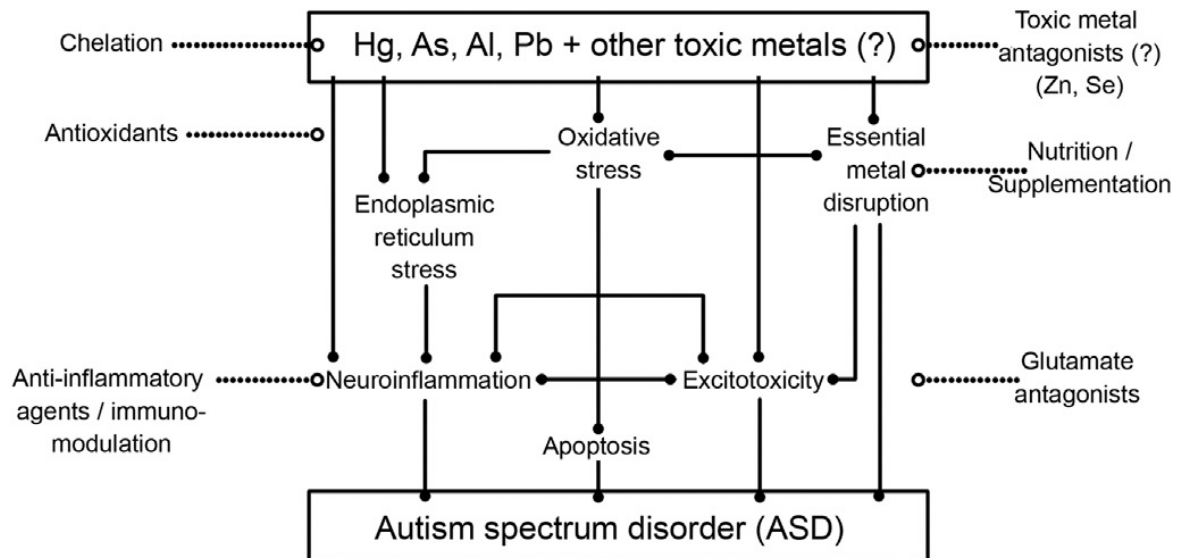 Chelation
Hg, As, Al, Pb + other toxic metals (?)
Toxic metal
antagonists (?)
(Zn, Se)
Antioxidants
Oxidative
stress
Essential
metal
disruption
Nutrition /
Supplementation
Endoplasmic
reticulum
stress
Anti-inflammatory
agents / immuno-
modulation
Neuroinflammation
Excitotoxicity
Glutamate
antagonists
Apoptosis
Autism spectrum disorder (ASD)